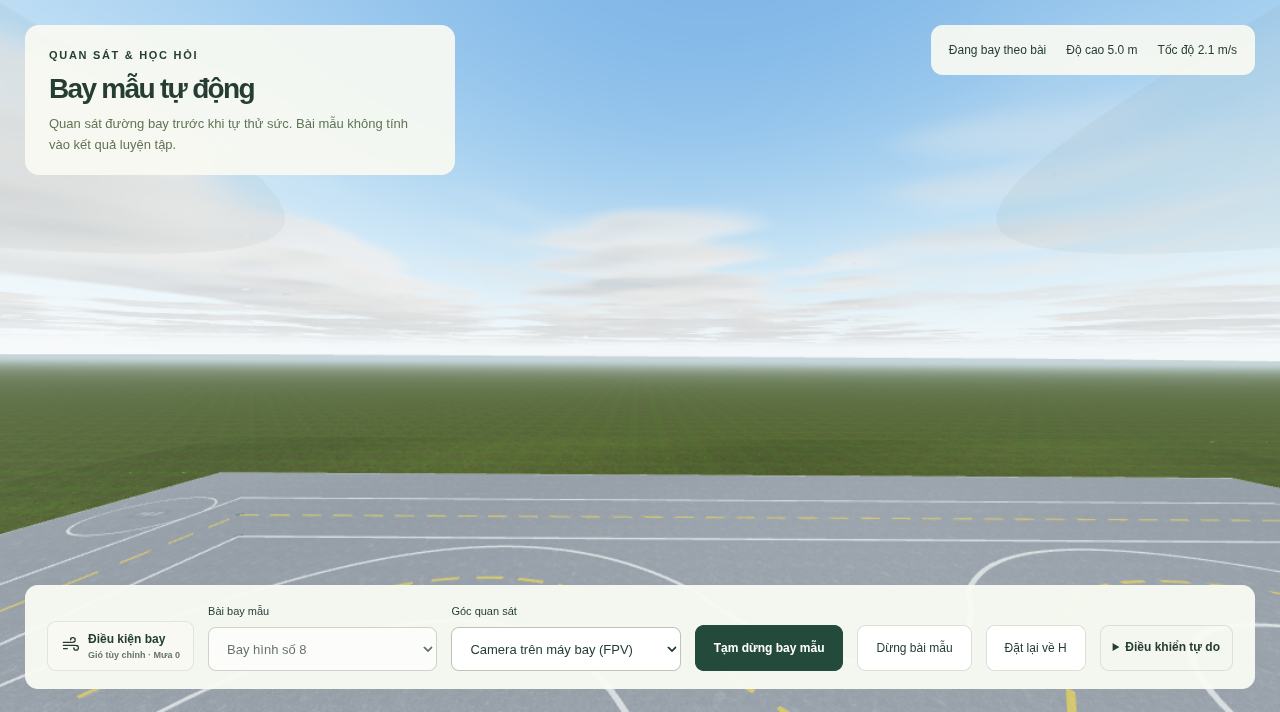 QUAN SÁT & HỌC HỎI
Bay mẫu tự động
Quan sát đường bay trước khi tự thử sức. Bài mẫu không tính
vào kết quả luyện tập.
Đang bay theo bài Độ cao 5.0 m Tốc độ 2.1 m/s
Điều kiện bay
Gió tùy chỉnh · Mưa 0
Bài bay mẫu
Bay hình số 8
Góc quan sát
Camera trên máy bay (FPV)
Tạm dừng bay mẫu
Dừng bài mẫu
Đặt lại về H
Điều khiển tự do